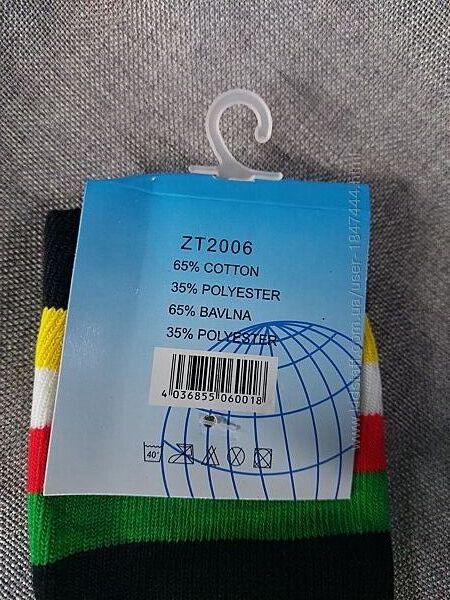 ZT2006
65% COTTON
35% POLYESTER
65% BAVLNA
35% POLYESTER
4 036855 060018
40°